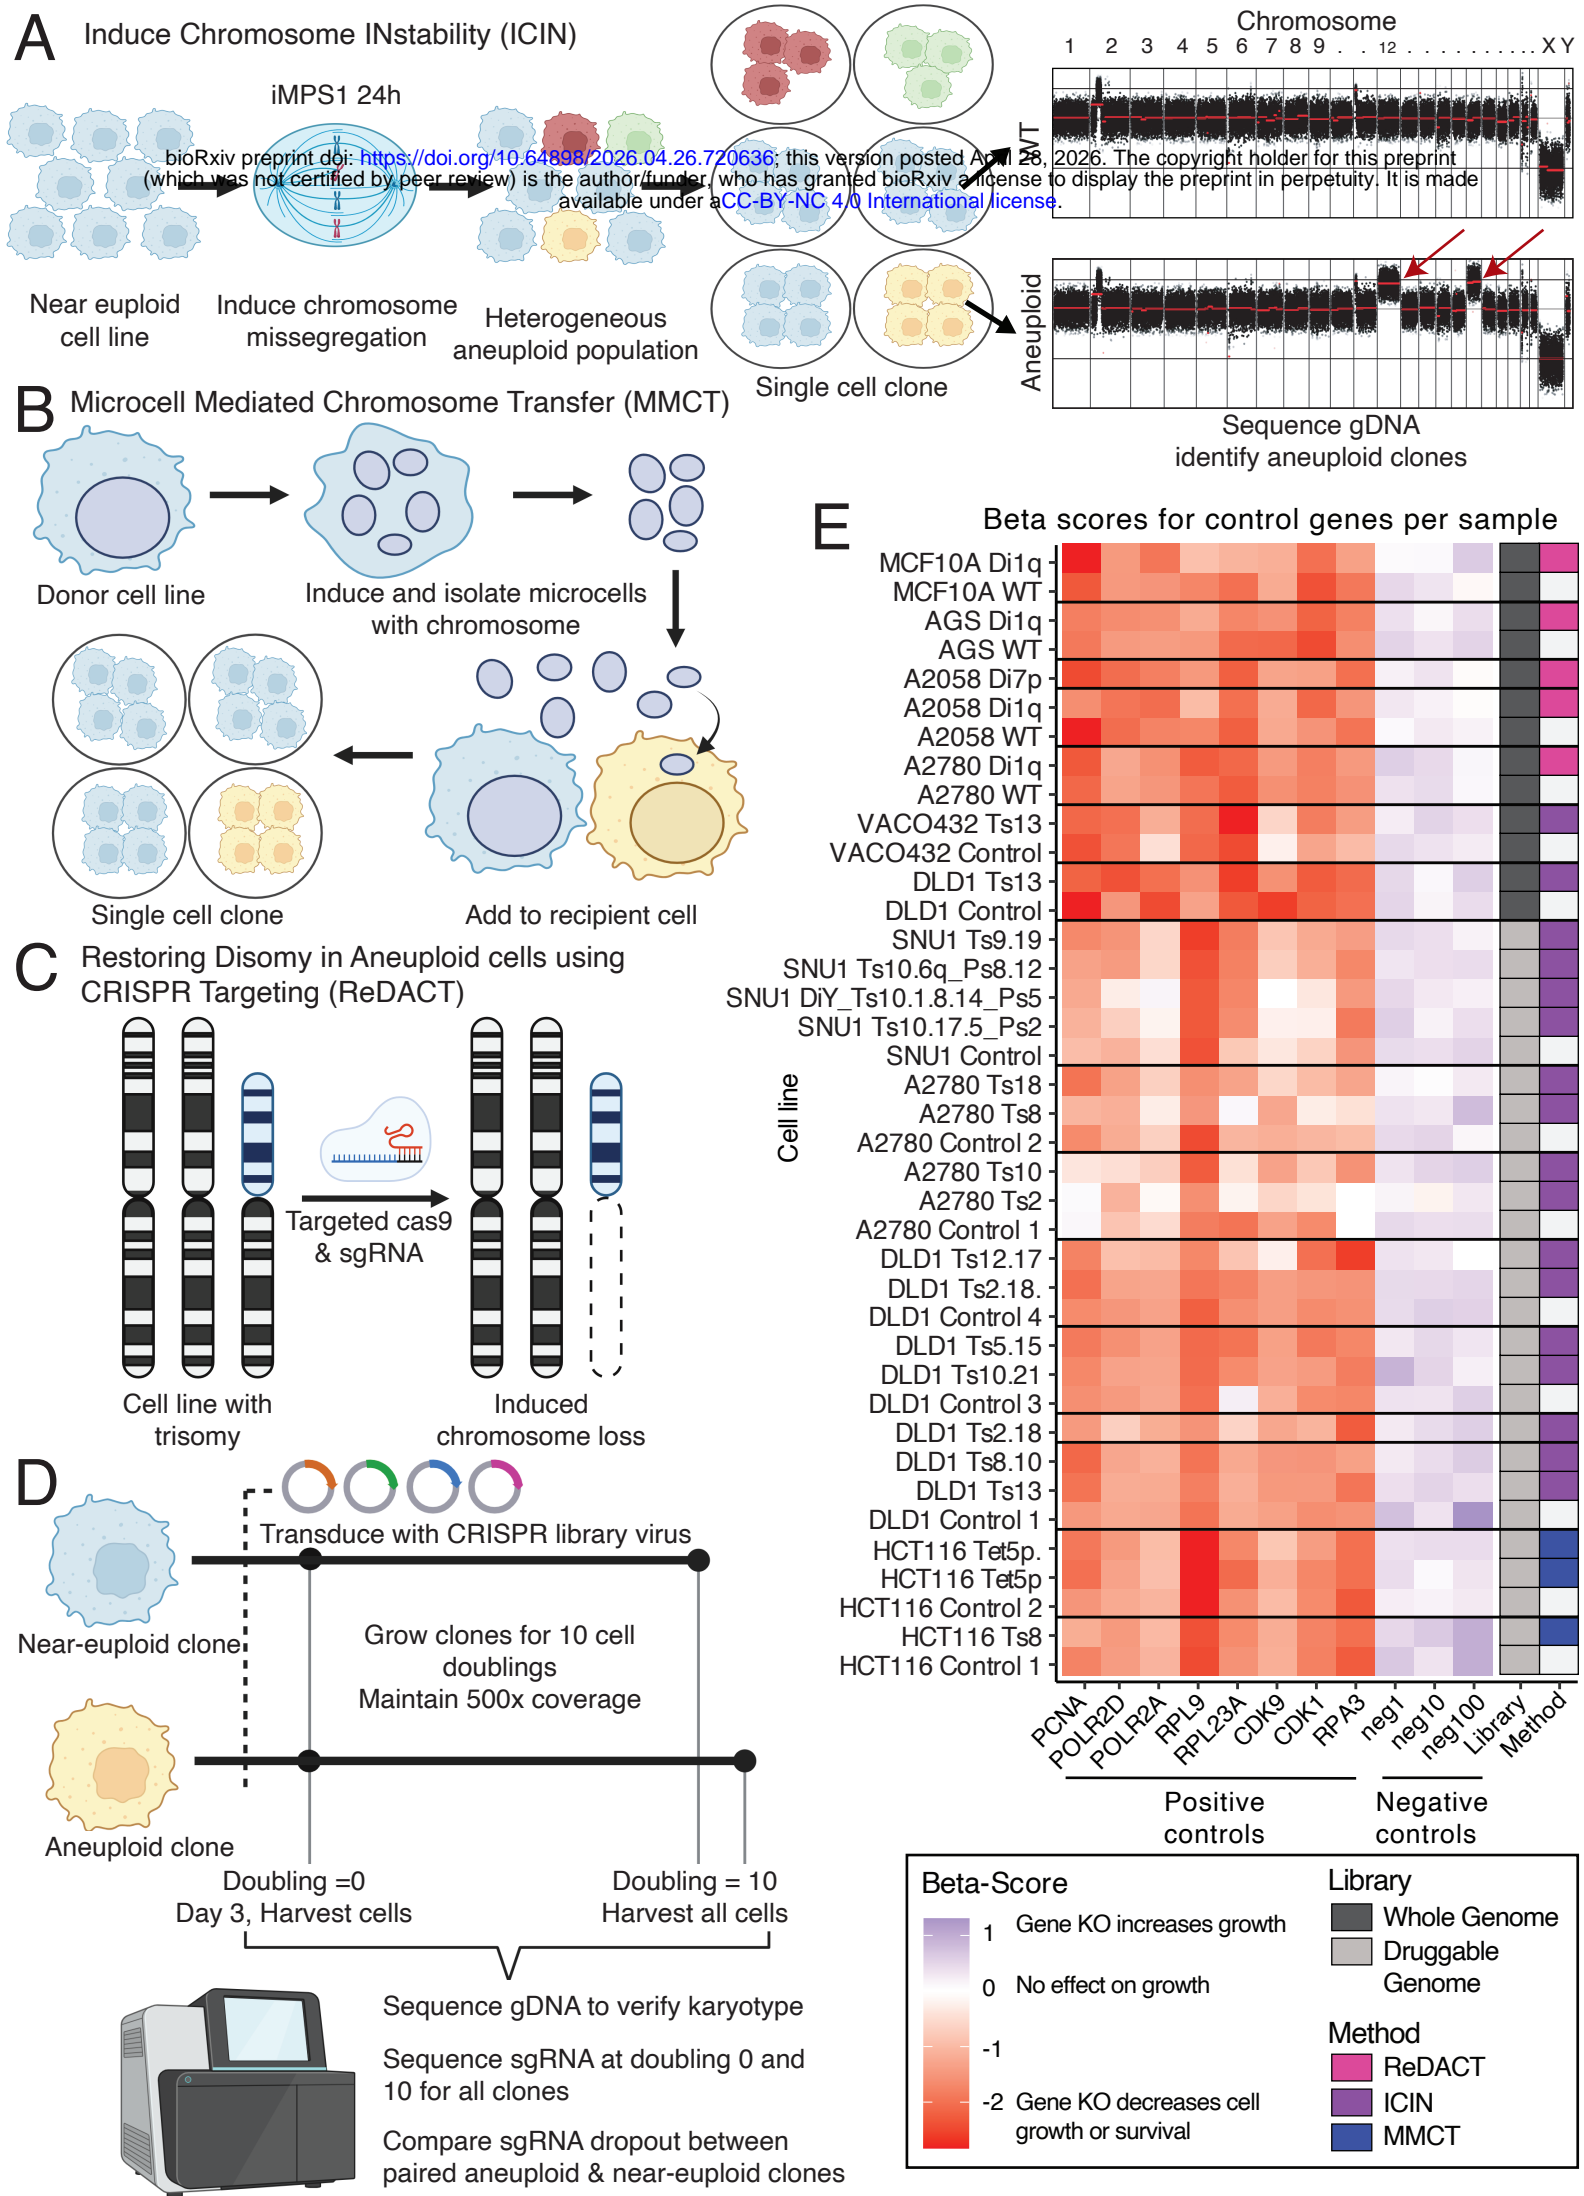 A
Induce Chromosome INstability (ICIN)
iMPS1 24h
Near euploid
cell line
Induce chromosome
missegregation
Heterogeneous
aneuploid population
Single cell clone
Chromosome
1 2 3 4 5 6 7 8 9 . . 12 . . . . . . . . . . X Y
WT
Aneuploid
Sequence gDNA
identify aneuploid clones
bioRxiv preprint doi: https://doi.org/10.64898/2026.04.26.720636; this version posted April 28, 2026. The copyright holder for this preprint
(which was not certified by peer review) is the author/funder, who has granted bioRxiv a license to display the preprint in perpetuity. It is made
available under aCC-BY-NC 4.0 International license.
B
Microcell Mediated Chromosome Transfer (MMCT)
Donor cell line
Induce and isolate microcells
with chromosome
Single cell clone
Add to recipient cell
C
Restoring Disomy in Aneuploid cells using
CRISPR Targeting (ReDACT)
Targeted cas9
& sgRNA
Cell line with
trisomy
Induced
chromosome loss
D
Transduce with CRISPR library virus
Near-euploid clone
Grow clones for 10 cell
doublings
Maintain 500x coverage
Aneuploid clone
Doubling =0
Day 3, Harvest cells
Doubling = 10
Harvest all cells
Sequence gDNA to verify karyotype
Sequence sgRNA at doubling 0 and
10 for all clones
Compare sgRNA dropout between
paired aneuploid & near-euploid clones
E
Beta scores for control genes per sample
Cell line
MCF10A Di1q
MCF10A WT
AGS Di1q
AGS WT
A2058 Di7p
A2058 Di1q
A2058 WT
A2780 Di1q
A2780 WT
VACO432 Ts13
VACO432 Control
DLD1 Ts13
DLD1 Control
SNU1 Ts9.19
SNU1 Ts10.6q_Ps8.12
SNU1 DiY_Ts10.1.8.14_Ps5
SNU1 Ts10.17.5_Ps2
SNU1 Control
A2780 Ts18
A2780 Ts8
A2780 Control 2
A2780 Ts10
A2780 Ts2
A2780 Control 1
DLD1 Ts12.17
DLD1 Ts2.18.
DLD1 Control 4
DLD1 Ts5.15
DLD1 Ts10.21
DLD1 Control 3
DLD1 Ts2.18
DLD1 Ts8.10
DLD1 Ts13
DLD1 Control 1
HCT116 Tet5p.
HCT116 Tet5p
HCT116 Control 2
HCT116 Ts8
HCT116 Control 1
PCNA
POLR2D
POLR2A
RPL9
RPL23A
CDK9
CDK1
RPA3
neg1
neg10
neg100
Library
Method
Positive
controls
Negative
controls
Beta-Score
1 Gene KO increases growth
0 No effect on growth
-1
-2 Gene KO decreases cell
growth or survival
Library
Whole Genome
Druggable
Genome
Method
ReDACT
ICIN
MMCT